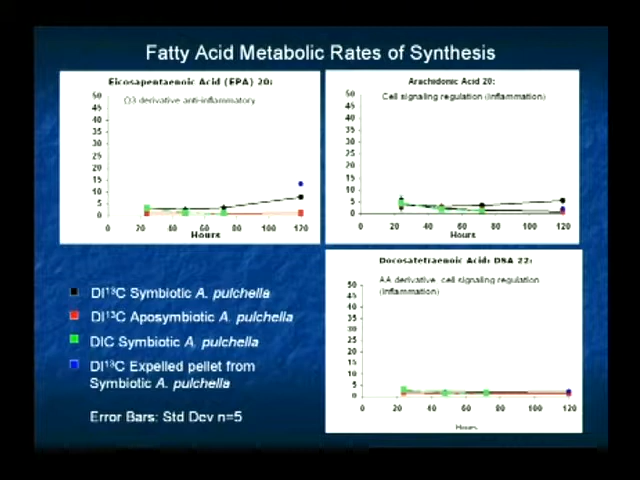 Fatty Acid Metabolic Rates of Synthesis
Eicosapentaenoic Acid (EPA) 20:
Ω3 derivative anti-inflammatory
50
45
40
35
30
25
20
15
10
5
0
0 20 40 60 80 100 120
Hours
Arachidonic Acid 20:
Cell signaling regulation (Inflammation)
50
45
40
35
30
25
20
15
10
5
0
0 20 40 60 80 100 120
Hours
Docosatetraenoic Acid: DSA 22:
AA derivative cell signaling regulation
(Inflammation)
50
45
40
35
30
25
20
15
10
5
0
0 20 40 60 80 100 120
Hours
DI¹³C Symbiotic A. pulchella
DI¹³C Aposymbiotic A. pulchella
DIC Symbiotic A. pulchella
DI¹³C Expelled pellet from
Symbiotic A. pulchella
Error Bars: Std Dev n=5